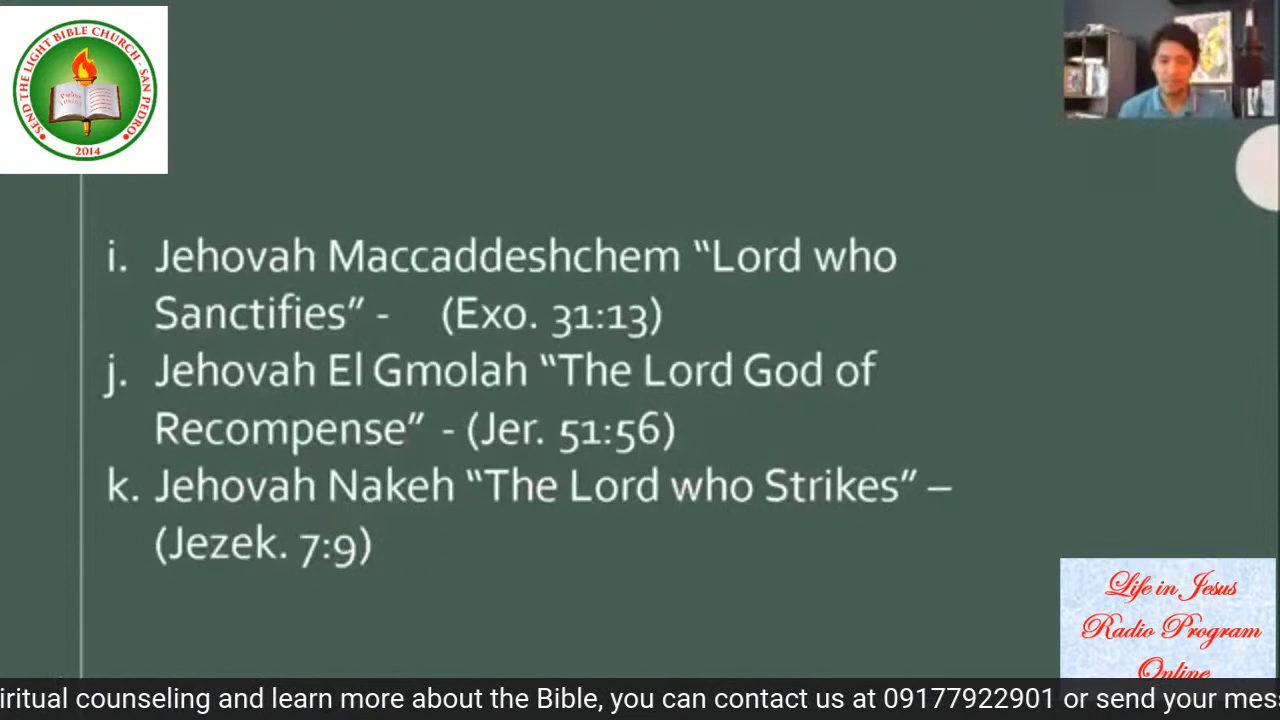 SEND THE LIGHT BIBLE CHURCH - SAN PEDRO
2014
i. Jehovah Maccaddeshchem “Lord who
Sanctifies” - (Exo. 31:13)
j. Jehovah El Gmolah “The Lord God of
Recompense” - (Jer. 51:56)
k. Jehovah Nakeh “The Lord who Strikes” –
(Jezek. 7:9)
Life in Jesus
Radio Program
Online
iritual counseling and learn more about the Bible, you can contact us at 09177922901 or send your mes